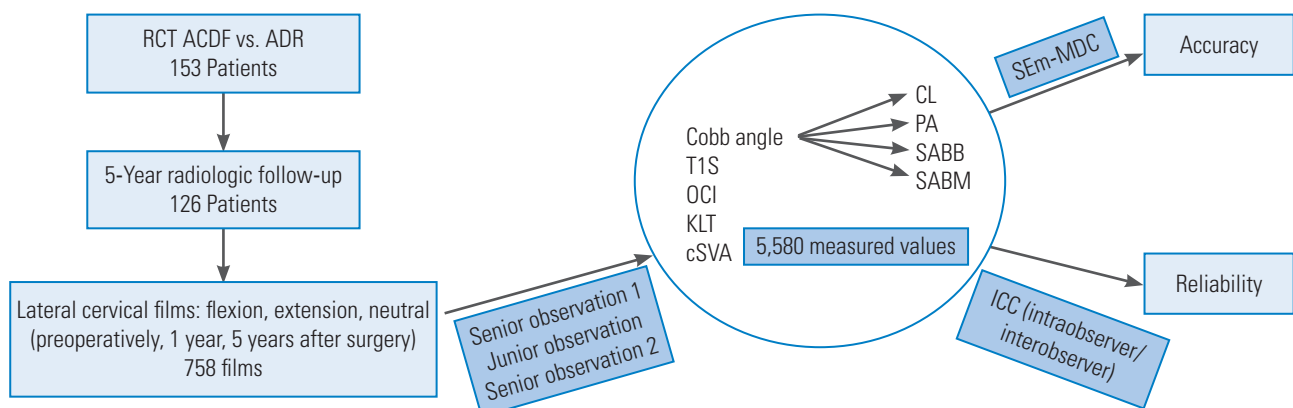 RCT ACDF vs. ADR
153 Patients
5-Year radiologic follow-up
126 Patients
Lateral cervical films: flexion, extension, neutral
(preoperatively, 1 year, 5 years after surgery)
758 films
Senior observation 1
Junior observation
Senior observation 2
Cobb angle
T1S
OCI
KLT
cSVA
CL
PA
SABB
SABM
5,580 measured values
SEm-MDC
Accuracy
ICC (intraobserver/
interobserver)
Reliability